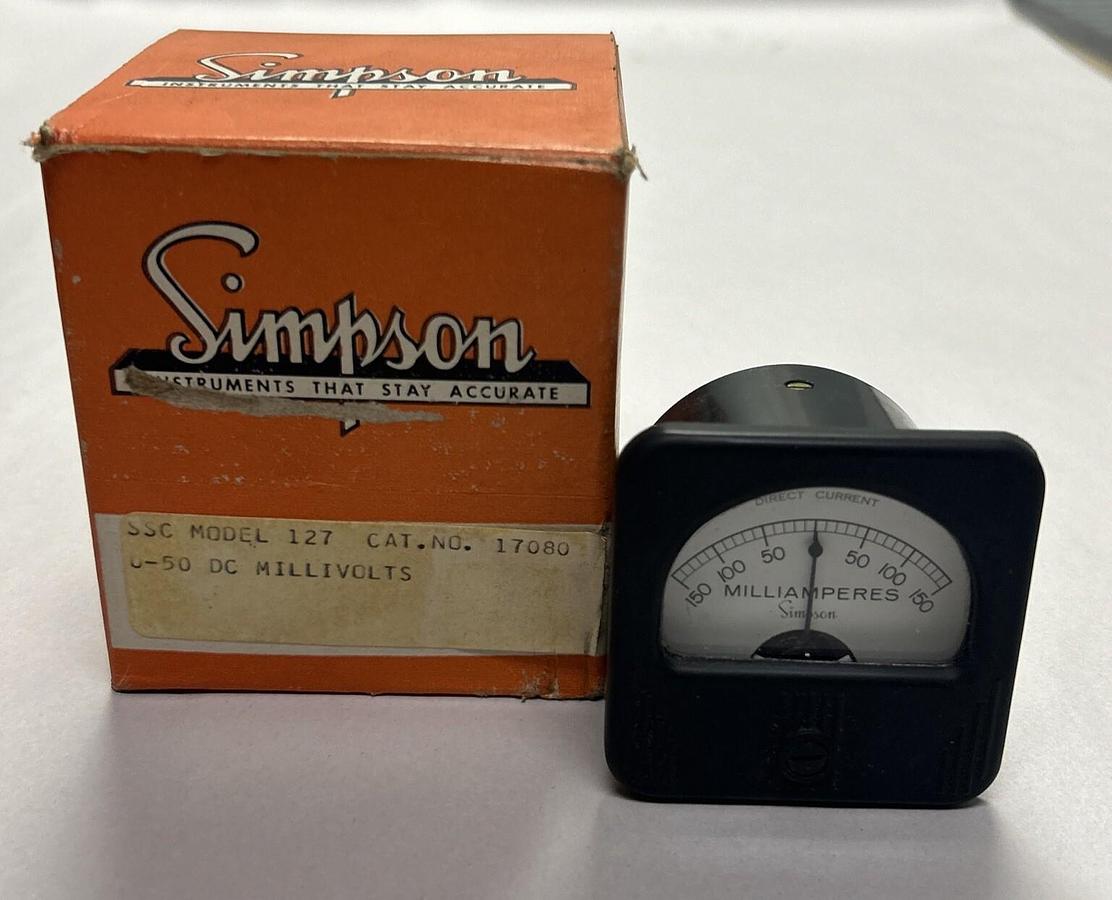 Simpson
INSTRUMENTS THAT STAY ACCURATE
Simpson
INSTRUMENTS THAT STAY ACCURATE
SSC MODEL 127 CAT.NO. 17080
0-50 DC MILLIVOLTS
DIRECT CURRENT
150 100 50 50 100 150
MILLIAMPERES
Simpson